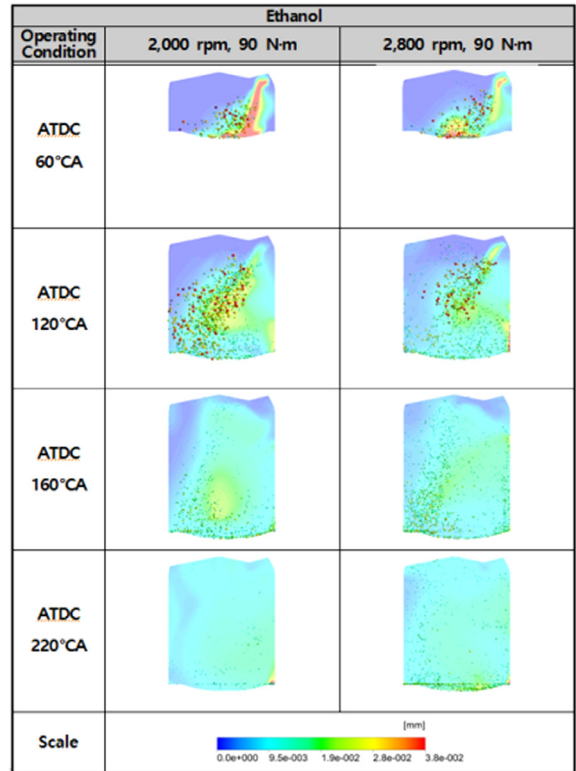 Ethanol
Operating Condition
2,000 rpm, 90 N·m
2,800 rpm, 90 N·m
ATDC
60°CA
ATDC
120°CA
ATDC
160°CA
ATDC
220°CA
Scale
[mm]
0.0e+000 9.5e-003 1.9e-002 2.8e-002 3.8e-002